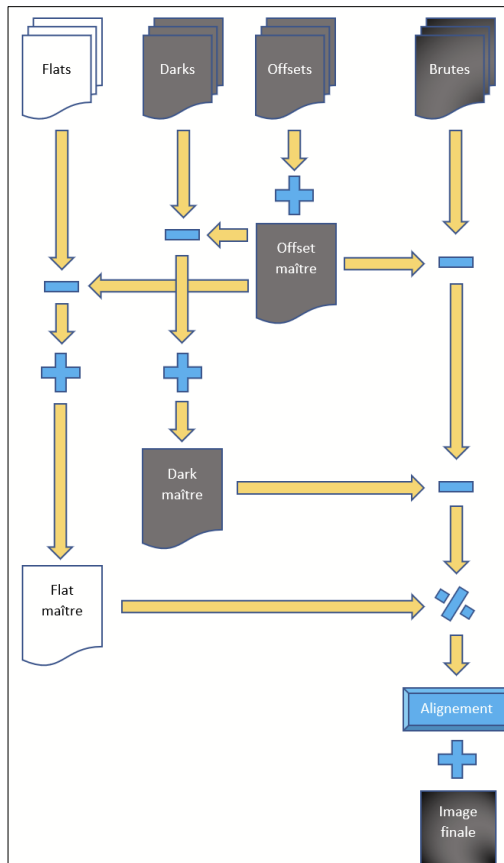 Flats
Darks
Offsets
Brutes
Offset
maître
Dark
maître
Flat
maître
Alignement
Image
finale